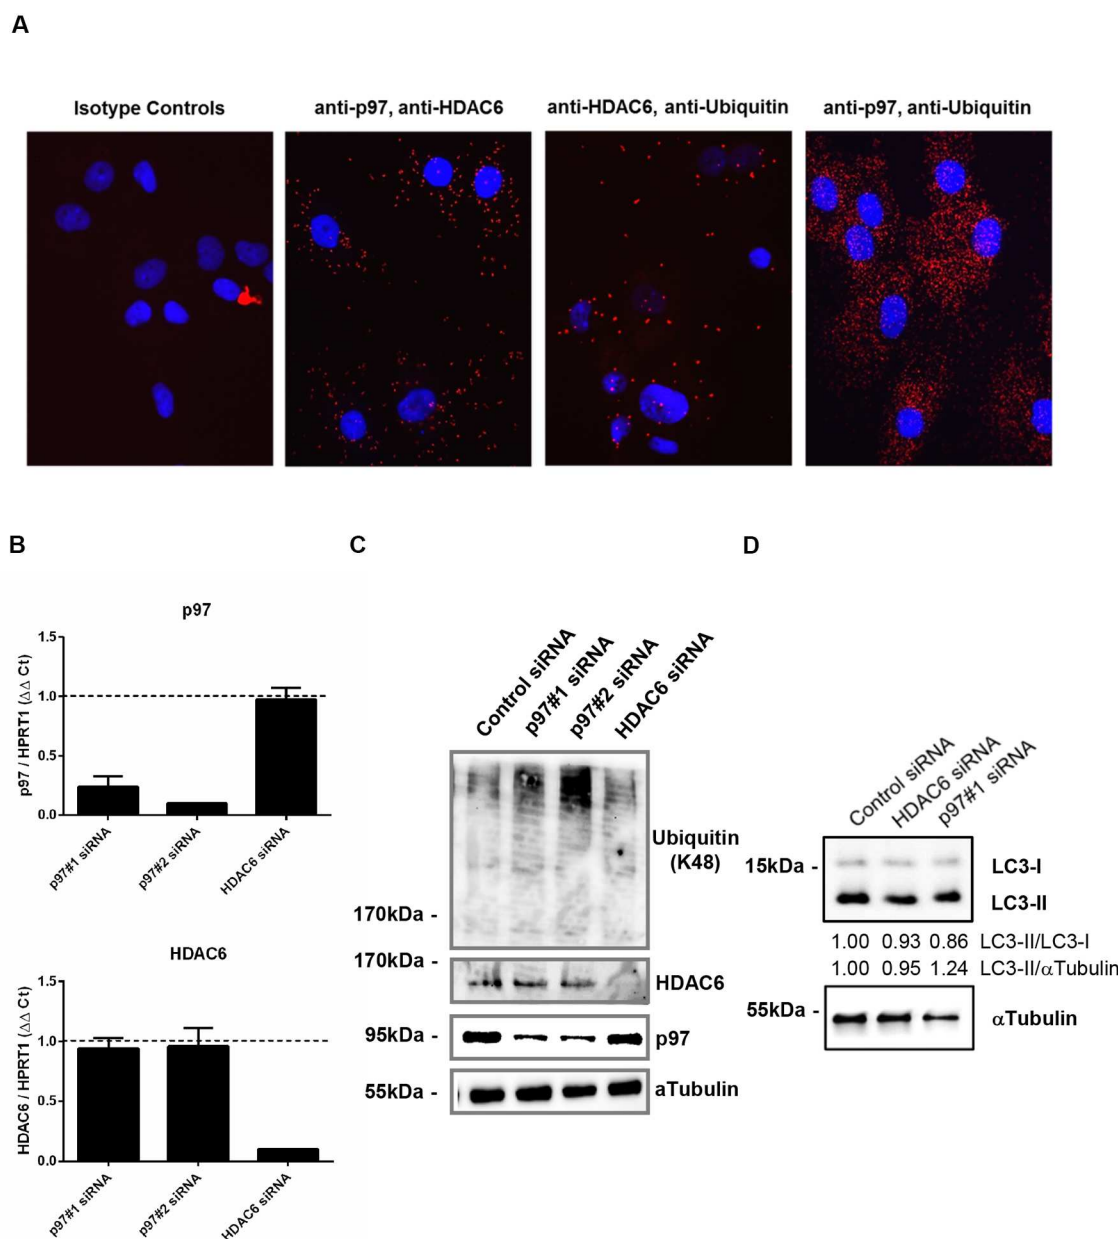 A
Isotype Controls
anti-p97, anti-HDAC6
anti-HDAC6, anti-Ubiquitin
anti-p97, anti-Ubiquitin
B
p97
p97 / HPRT1 (ΔΔ Ct)
1.5
1.0
0.5
0.0
p97#1 siRNA
p97#2 siRNA
HDAC6 siRNA
HDAC6
HDAC6 / HPRT1 (ΔΔ Ct)
1.5
1.0
0.5
0.0
p97#1 siRNA
p97#2 siRNA
HDAC6 siRNA
C
Control siRNA
p97#1 siRNA
p97#2 siRNA
HDAC6 siRNA
Ubiquitin
(K48)
170kDa -
170kDa -
HDAC6
95kDa -
p97
55kDa -
aTubulin
D
Control siRNA
HDAC6 siRNA
p97#1 siRNA
15kDa -
LC3-I
LC3-II
1.00 0.93 0.86 LC3-II/LC3-I
1.00 0.95 1.24 LC3-II/αTubulin
55kDa -
αTubulin